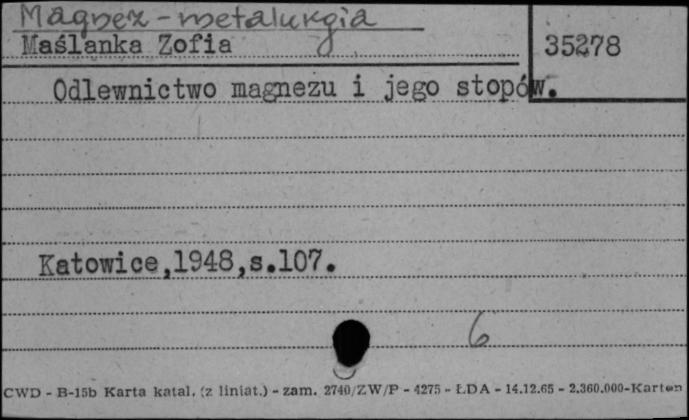 Magnez - metalurgia
Maślanka Zofia
35278
Odlewnictwo magnezu i jego stopów.
Katowice,1948,s.107.
6
CWD - B-15b Karta katal. (z liniat.) - zam. 2740/ZW/P - 4275 - ŁDA - 14.12.65 - 2.360.000-Karton